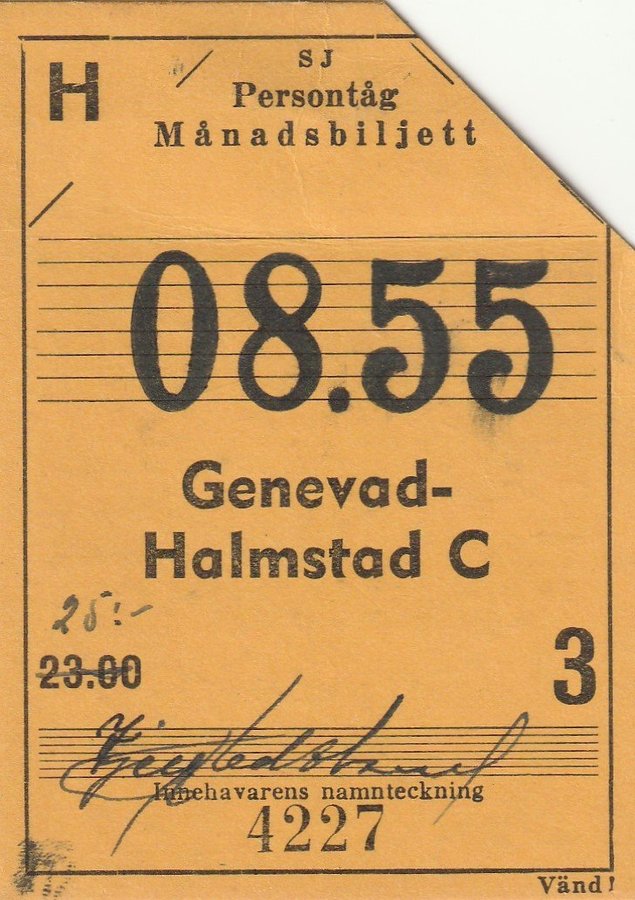 H
SJ
Persontåg
Månadsbiljett
08.55
Genevad-
Halmstad C
25:-
23.00
3
Innehavarens namnteckning
4227
Vänd!